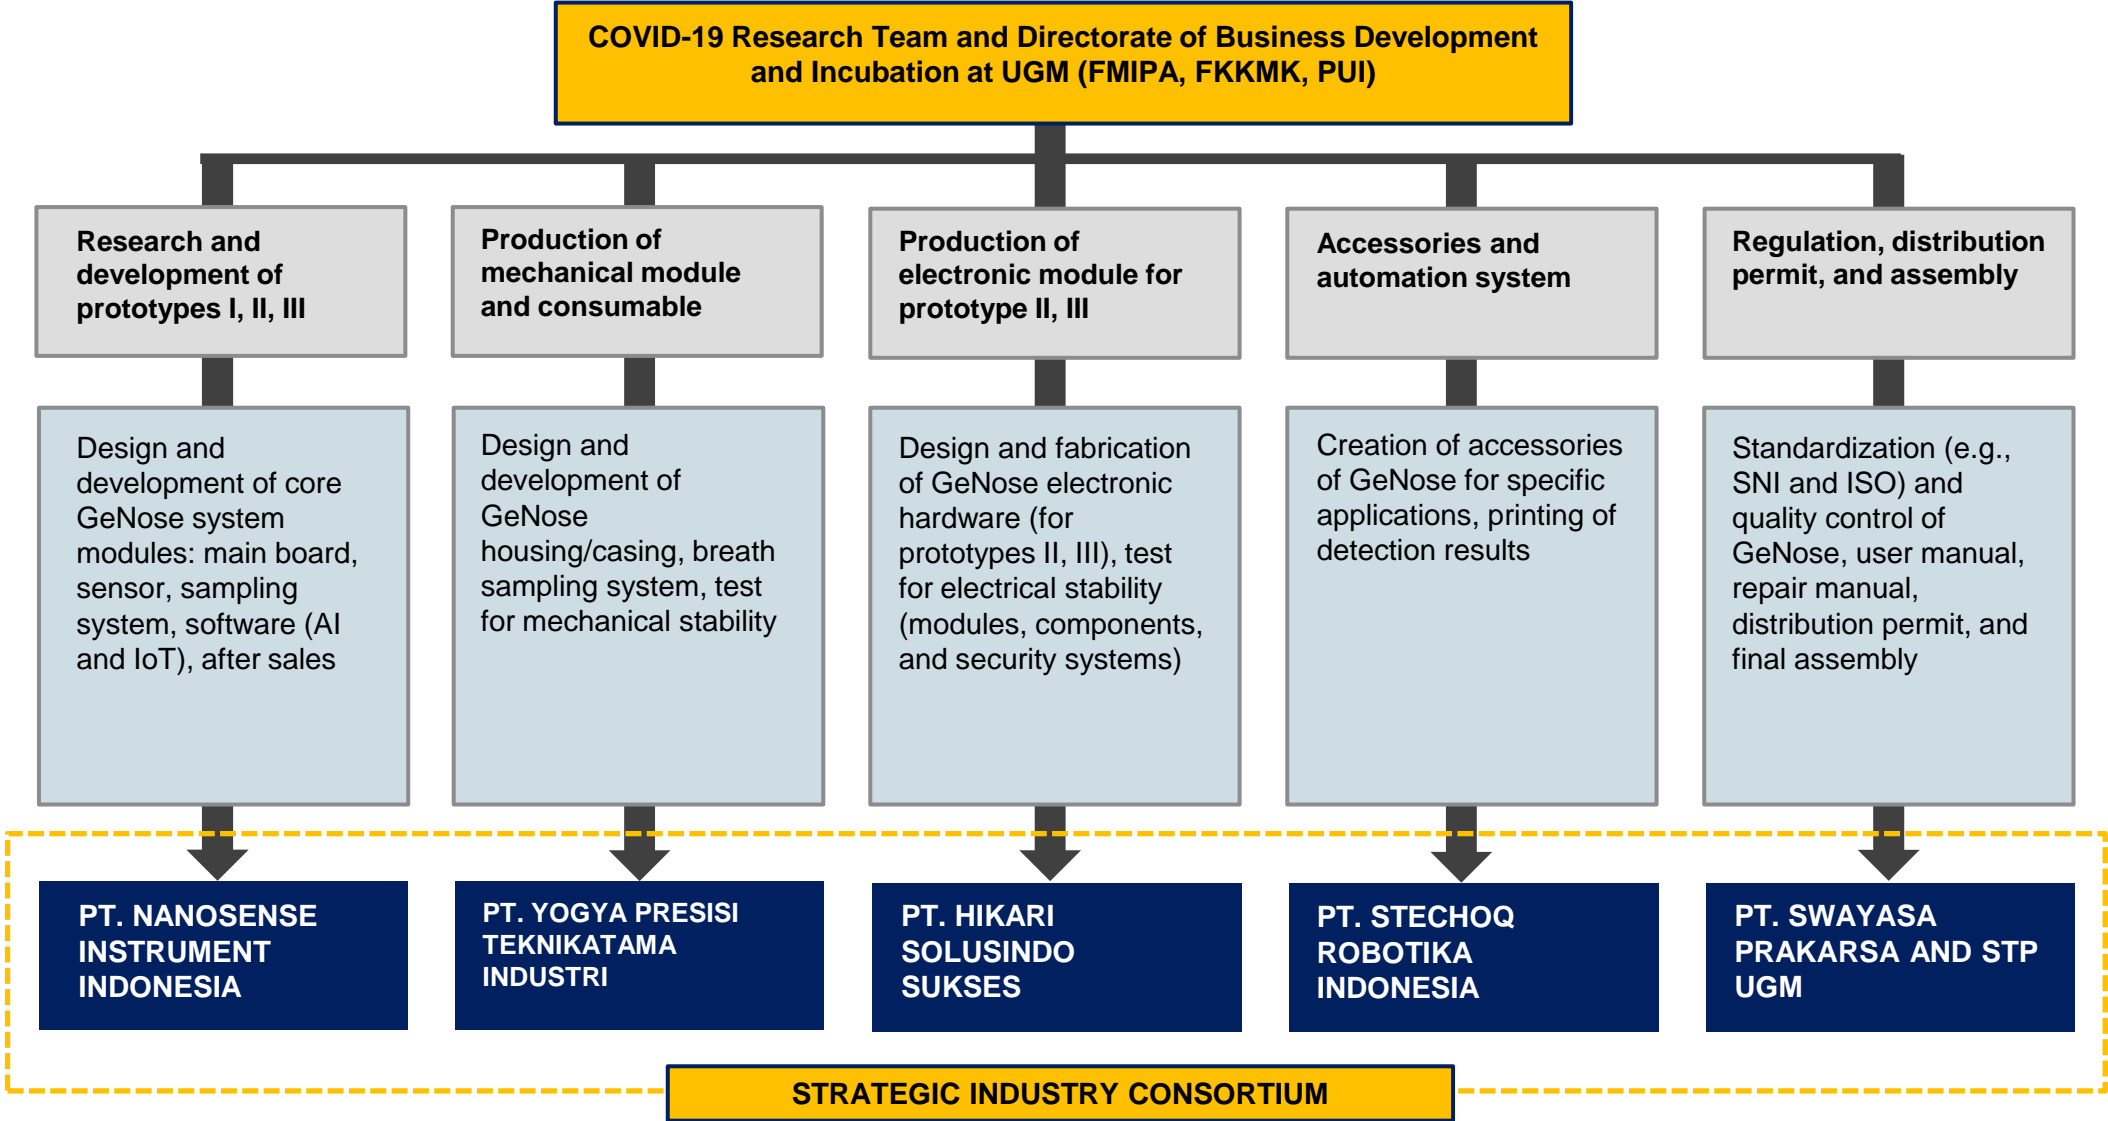 COVID-19 Research Team and Directorate of Business Development
and Incubation at UGM (FMIPA, FKKMK, PUI)
Research and
development of
prototypes I, II, III
Production of
mechanical module
and consumable
Production of
electronic module for
prototype II, III
Accessories and
automation system
Regulation, distribution
permit, and assembly
Design and
development of core
GeNose system
modules: main board,
sensor, sampling
system, software (AI
and IoT), after sales
Design and
development of
GeNose
housing/casing, breath
sampling system, test
for mechanical stability
Design and fabrication
of GeNose electronic
hardware (for
prototypes II, III), test
for electrical stability
(modules, components,
and security systems)
Creation of accessories
of GeNose for specific
applications, printing of
detection results
Standardization (e.g.,
SNI and ISO) and
quality control of
GeNose, user manual,
repair manual,
distribution permit, and
final assembly
PT. NANOSENSE
INSTRUMENT
INDONESIA
PT. YOGYA PRESISI
TEKNIKATAMA
INDUSTRI
PT. HIKARI
SOLUSINDO
SUKSES
PT. STECHOQ
ROBOTIKA
INDONESIA
PT. SWAYASA
PRAKARSA AND STP
UGM
STRATEGIC INDUSTRY CONSORTIUM